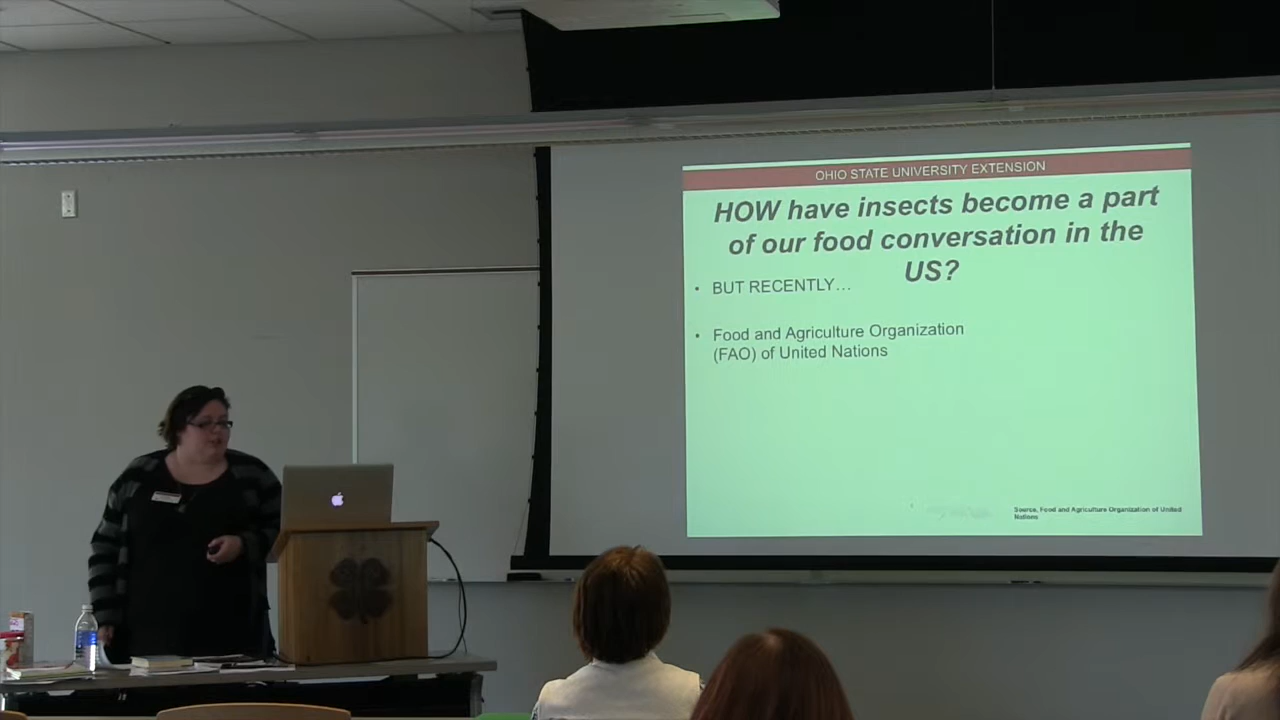 OHIO STATE UNIVERSITY EXTENSION
HOW have insects become a part
of our food conversation in the
US?
• BUT RECENTLY…
• Food and Agriculture Organization
(FAO) of United Nations
Source, Food and Agriculture Organization of United
Nations